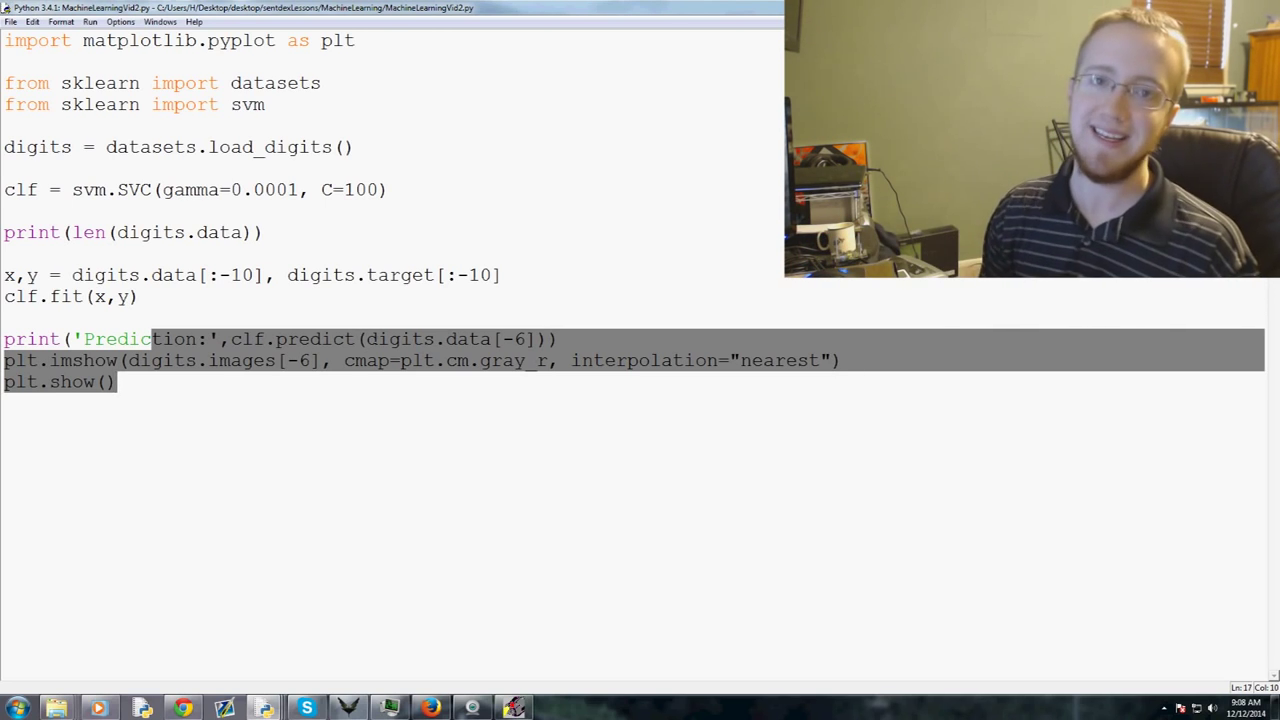 Python 3.4.1: MachineLearningVid2.py - C:/Users/H/Desktop/desktop/sentdexLessons/MachineLearning/MachineLearningVid2.py
File Edit Format Run Options Windows Help
import matplotlib.pyplot as plt
from sklearn import datasets
from sklearn import svm
digits = datasets.load_digits()
clf = svm.SVC(gamma=0.0001, C=100)
print(len(digits.data))
x,y = digits.data[:-10], digits.target[:-10]
clf.fit(x,y)
print('Prediction:',clf.predict(digits.data[-6]))
plt.imshow(digits.images[-6], cmap=plt.cm.gray_r, interpolation="nearest")
plt.show()
Ln: 17 Col: 10
9:08 AM
12/12/2014